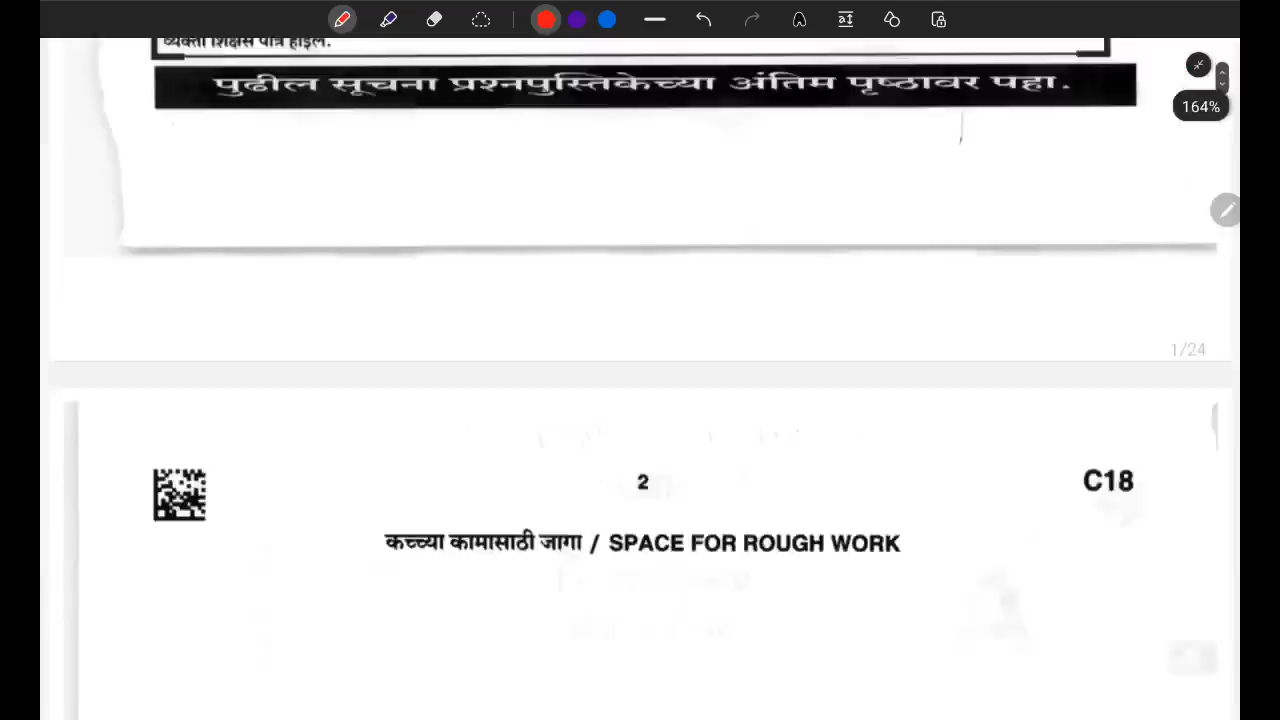 व्यक्ती शिक्षेस पात्र होईल.
पुढील सूचना प्रश्नपुस्तिकेच्या अंतिम पृष्ठावर पहा.
164%
1/24
2
C18
कच्च्या कामासाठी जागा / SPACE FOR ROUGH WORK